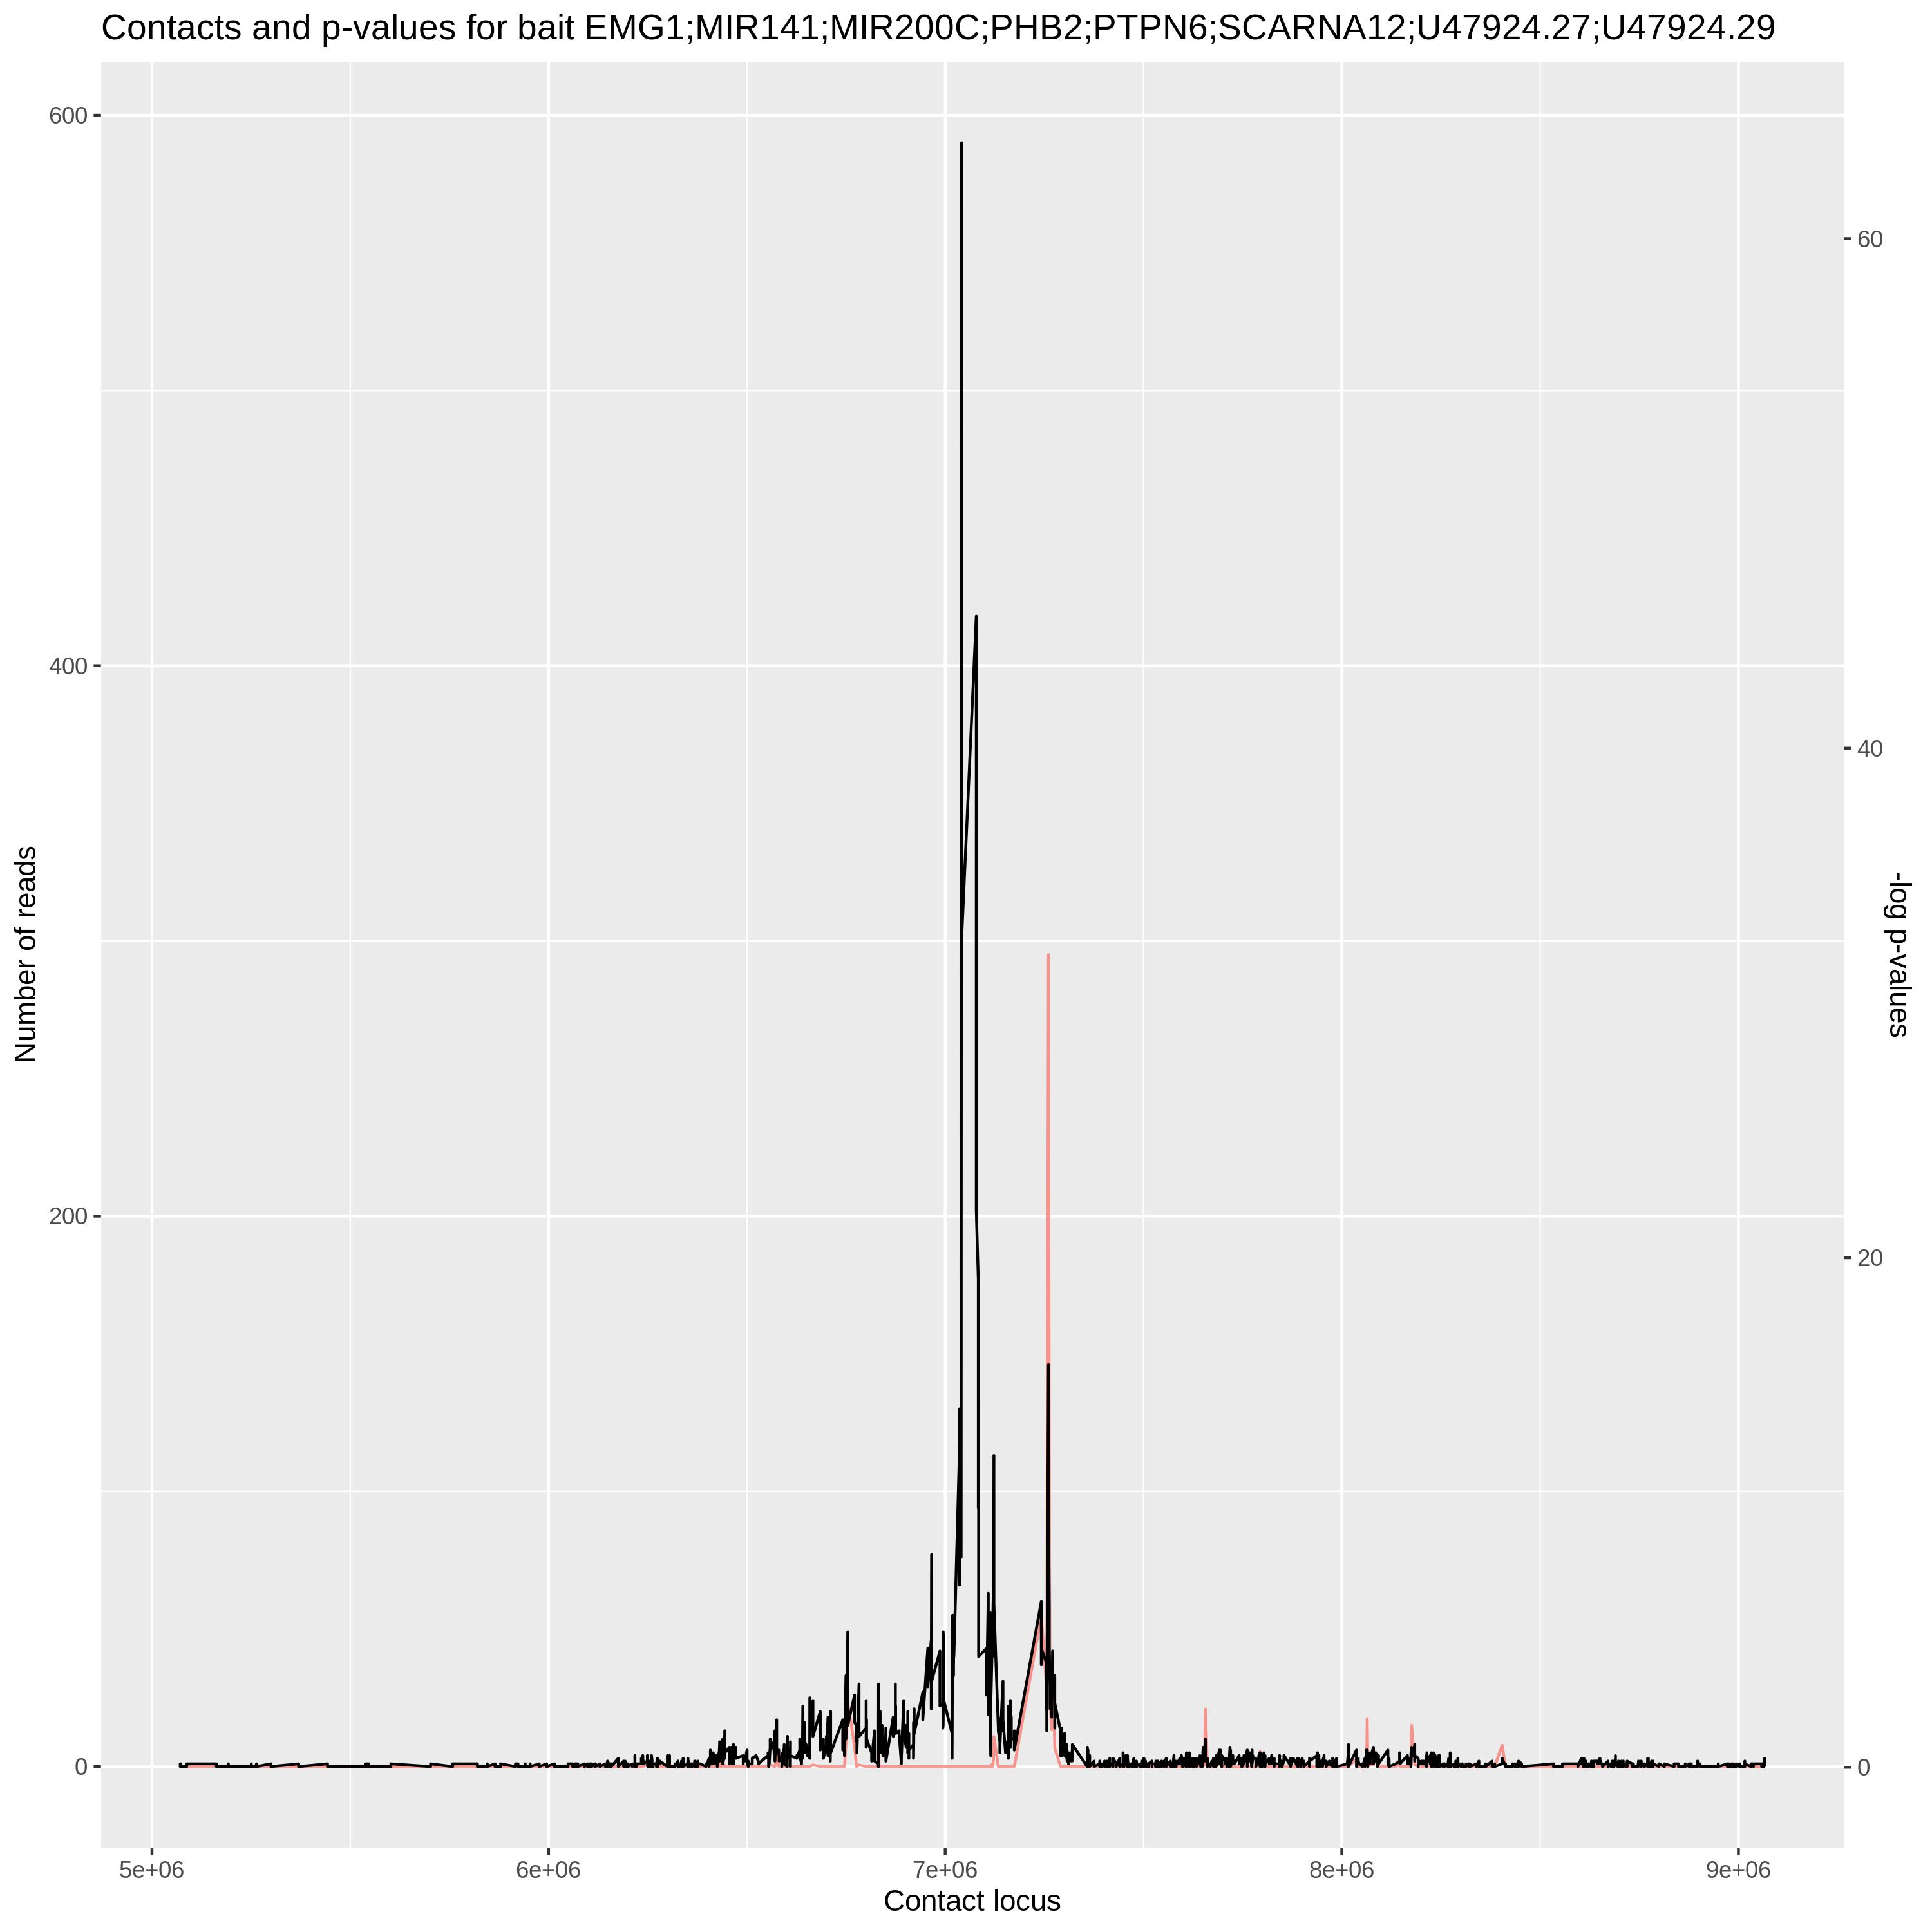 Contacts and p-values for bait EMG1;MIR141;MIR200C;PHB2;PTPN6;SCARNA12;U47924.27;U47924.29
600
400
200
0
Number of reads
60
40
20
0
-log p-values
5e+06
6e+06
7e+06
8e+06
9e+06
Contact locus